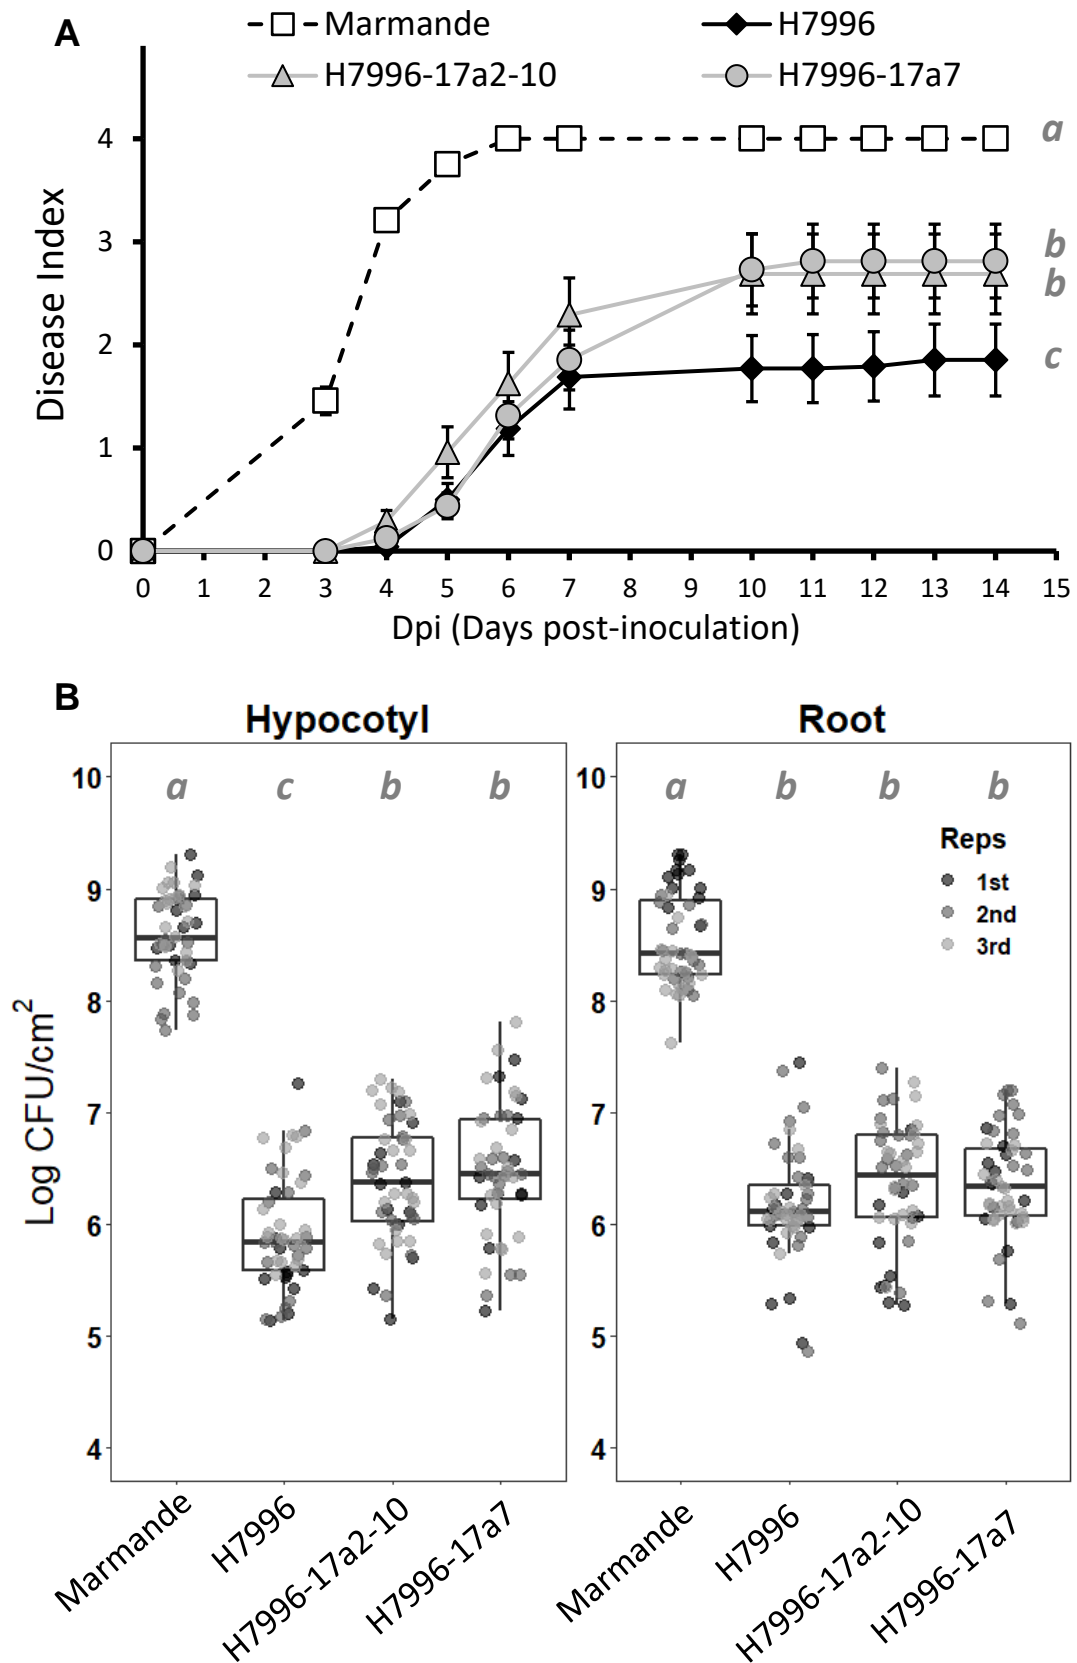 A
Marmande
H7996
H7996-17a2-10
H7996-17a7
4
3
2
1
0
Disease Index
a
b
b
c
0 1 2 3 4 5 6 7 8 9 10 11 12 13 14 15
Dpi (Days post-inoculation)
B
Hypocotyl
Root
10
9
8
7
6
5
4
Log CFU/cm²
a c b b
10
9
8
7
6
5
4
a b b b
Reps
1st
2nd
3rd
Marmande
H7996
H7996-17a2-10
H7996-17a7
Marmande
H7996
H7996-17a2-10
H7996-17a7